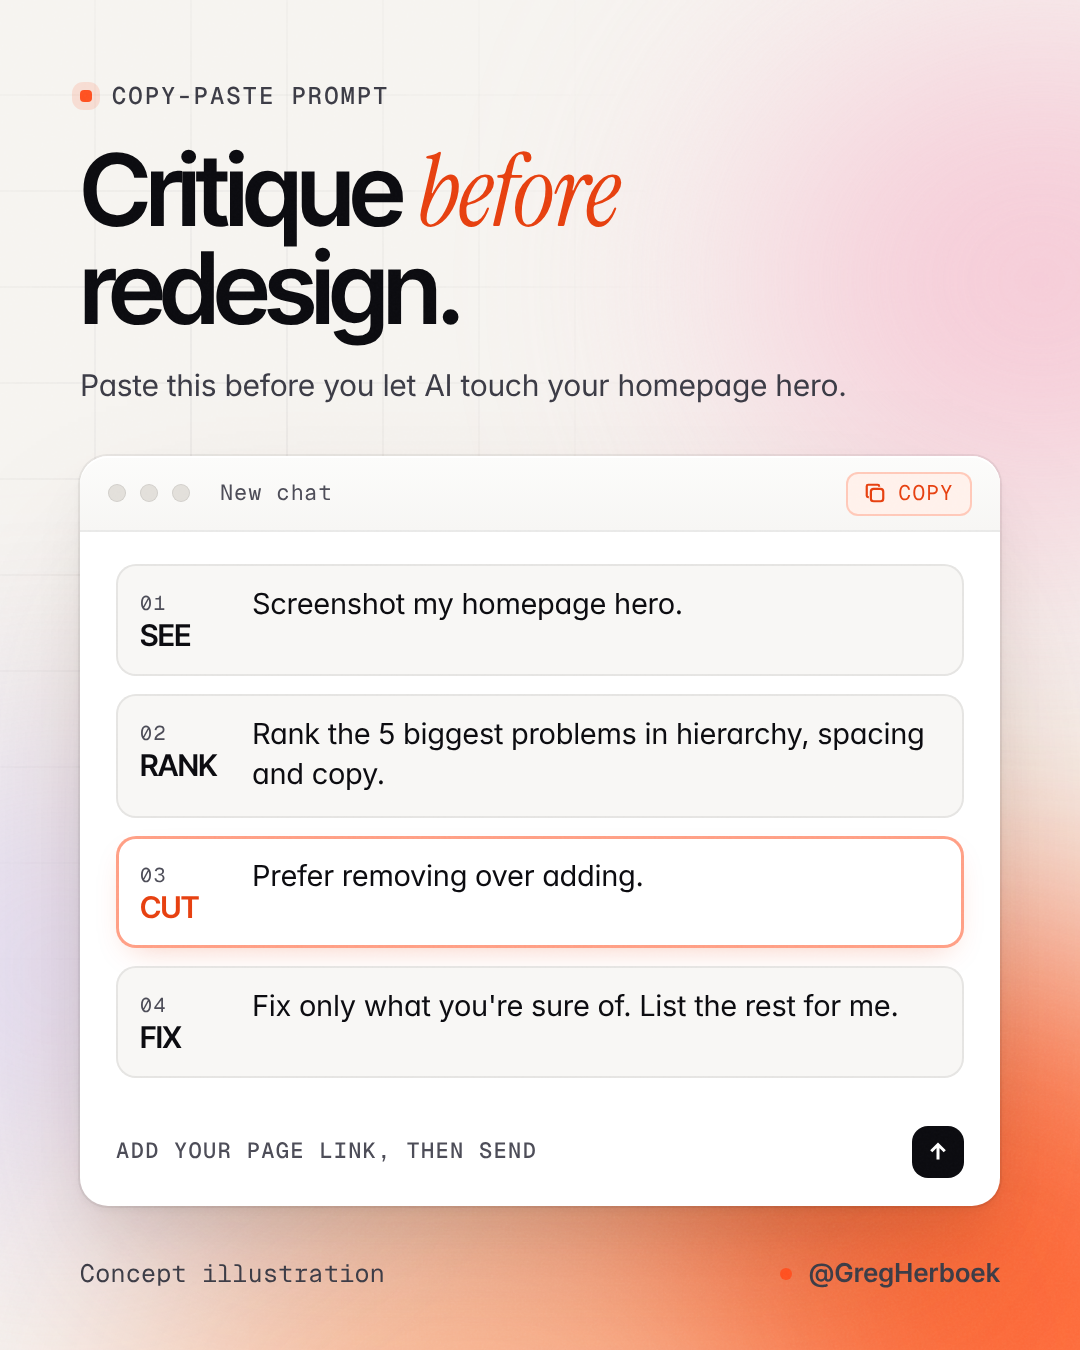 COPY-PASTE PROMPT
Critique before
redesign.
Paste this before you let AI touch your homepage hero.
New chat
COPY
01
SEE
Screenshot my homepage hero.
02
RANK
Rank the 5 biggest problems in hierarchy, spacing
and copy.
03
CUT
Prefer removing over adding.
04
FIX
Fix only what you're sure of. List the rest for me.
ADD YOUR PAGE LINK, THEN SEND
Concept illustration
@GregHerboek